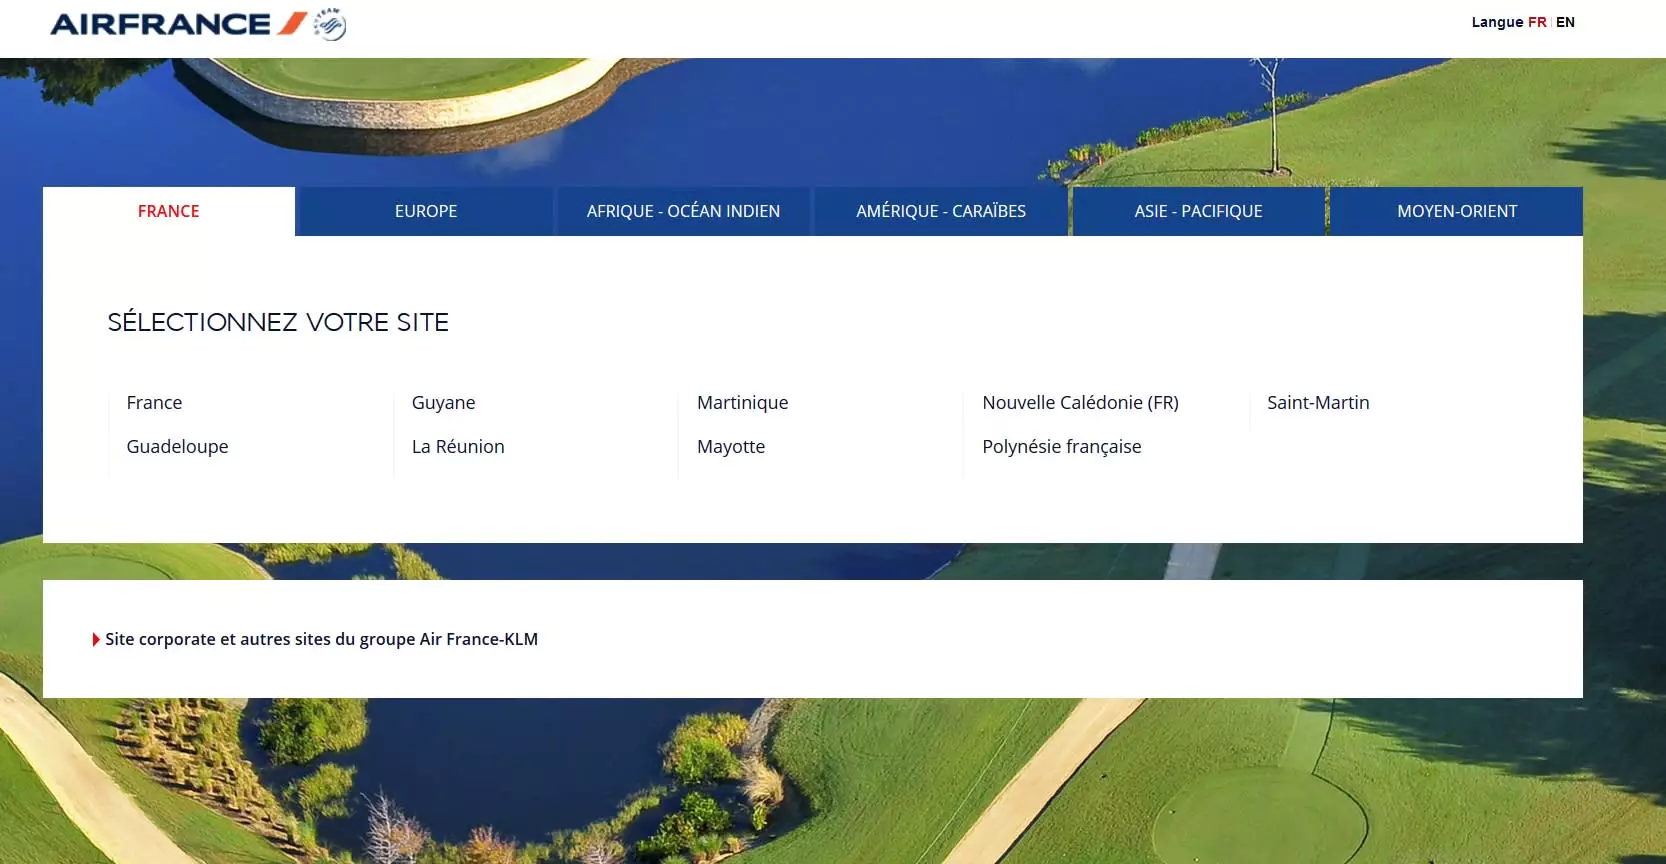 AIRFRANCE
Langue FR | EN
FRANCE EUROPE AFRIQUE - OCÉAN INDIEN AMÉRIQUE - CARAÏBES ASIE - PACIFIQUE MOYEN-ORIENT
SÉLECTIONNEZ VOTRE SITE
France Guyane Martinique Nouvelle Calédonie (FR) Saint-Martin
Guadeloupe La Réunion Mayotte Polynésie française
Site corporate et autres sites du groupe Air France-KLM